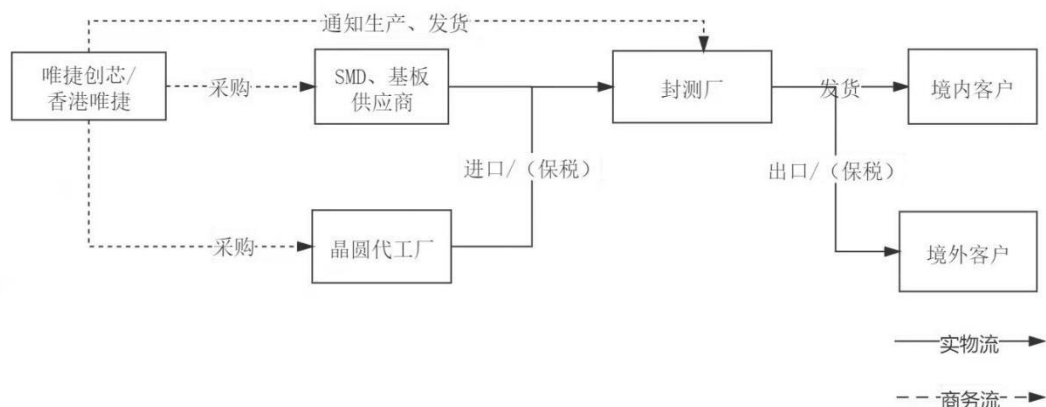 通知生产、发货
唯捷创芯/
香港唯捷
采购
SMD、基板
供应商
封测厂
发货
境内客户
进口/（保税）
出口/（保税）
采购
晶圆代工厂
境外客户
实物流
商务流